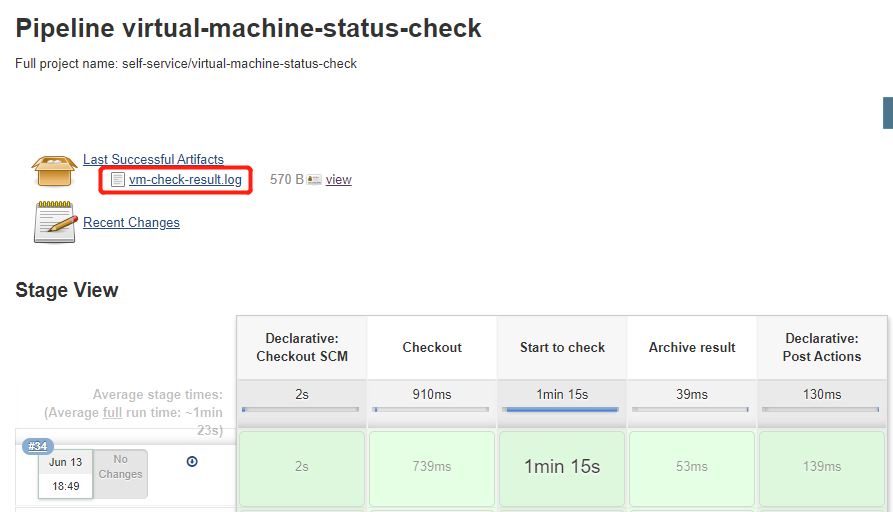 Pipeline virtual-machine-status-check
Full project name: self-service/virtual-machine-status-check
Last Successful Artifacts
vm-check-result.log 570 B view
Recent Changes
Stage View
Declarative: Checkout SCM
Checkout
Start to check
Archive result
Declarative: Post Actions
Average stage times:
(Average full run time: ~1min
23s)
2s 910ms 1min 15s 39ms 130ms
#34
Jun 13
18:49
No
Changes
2s 739ms 1min 15s 53ms 139ms